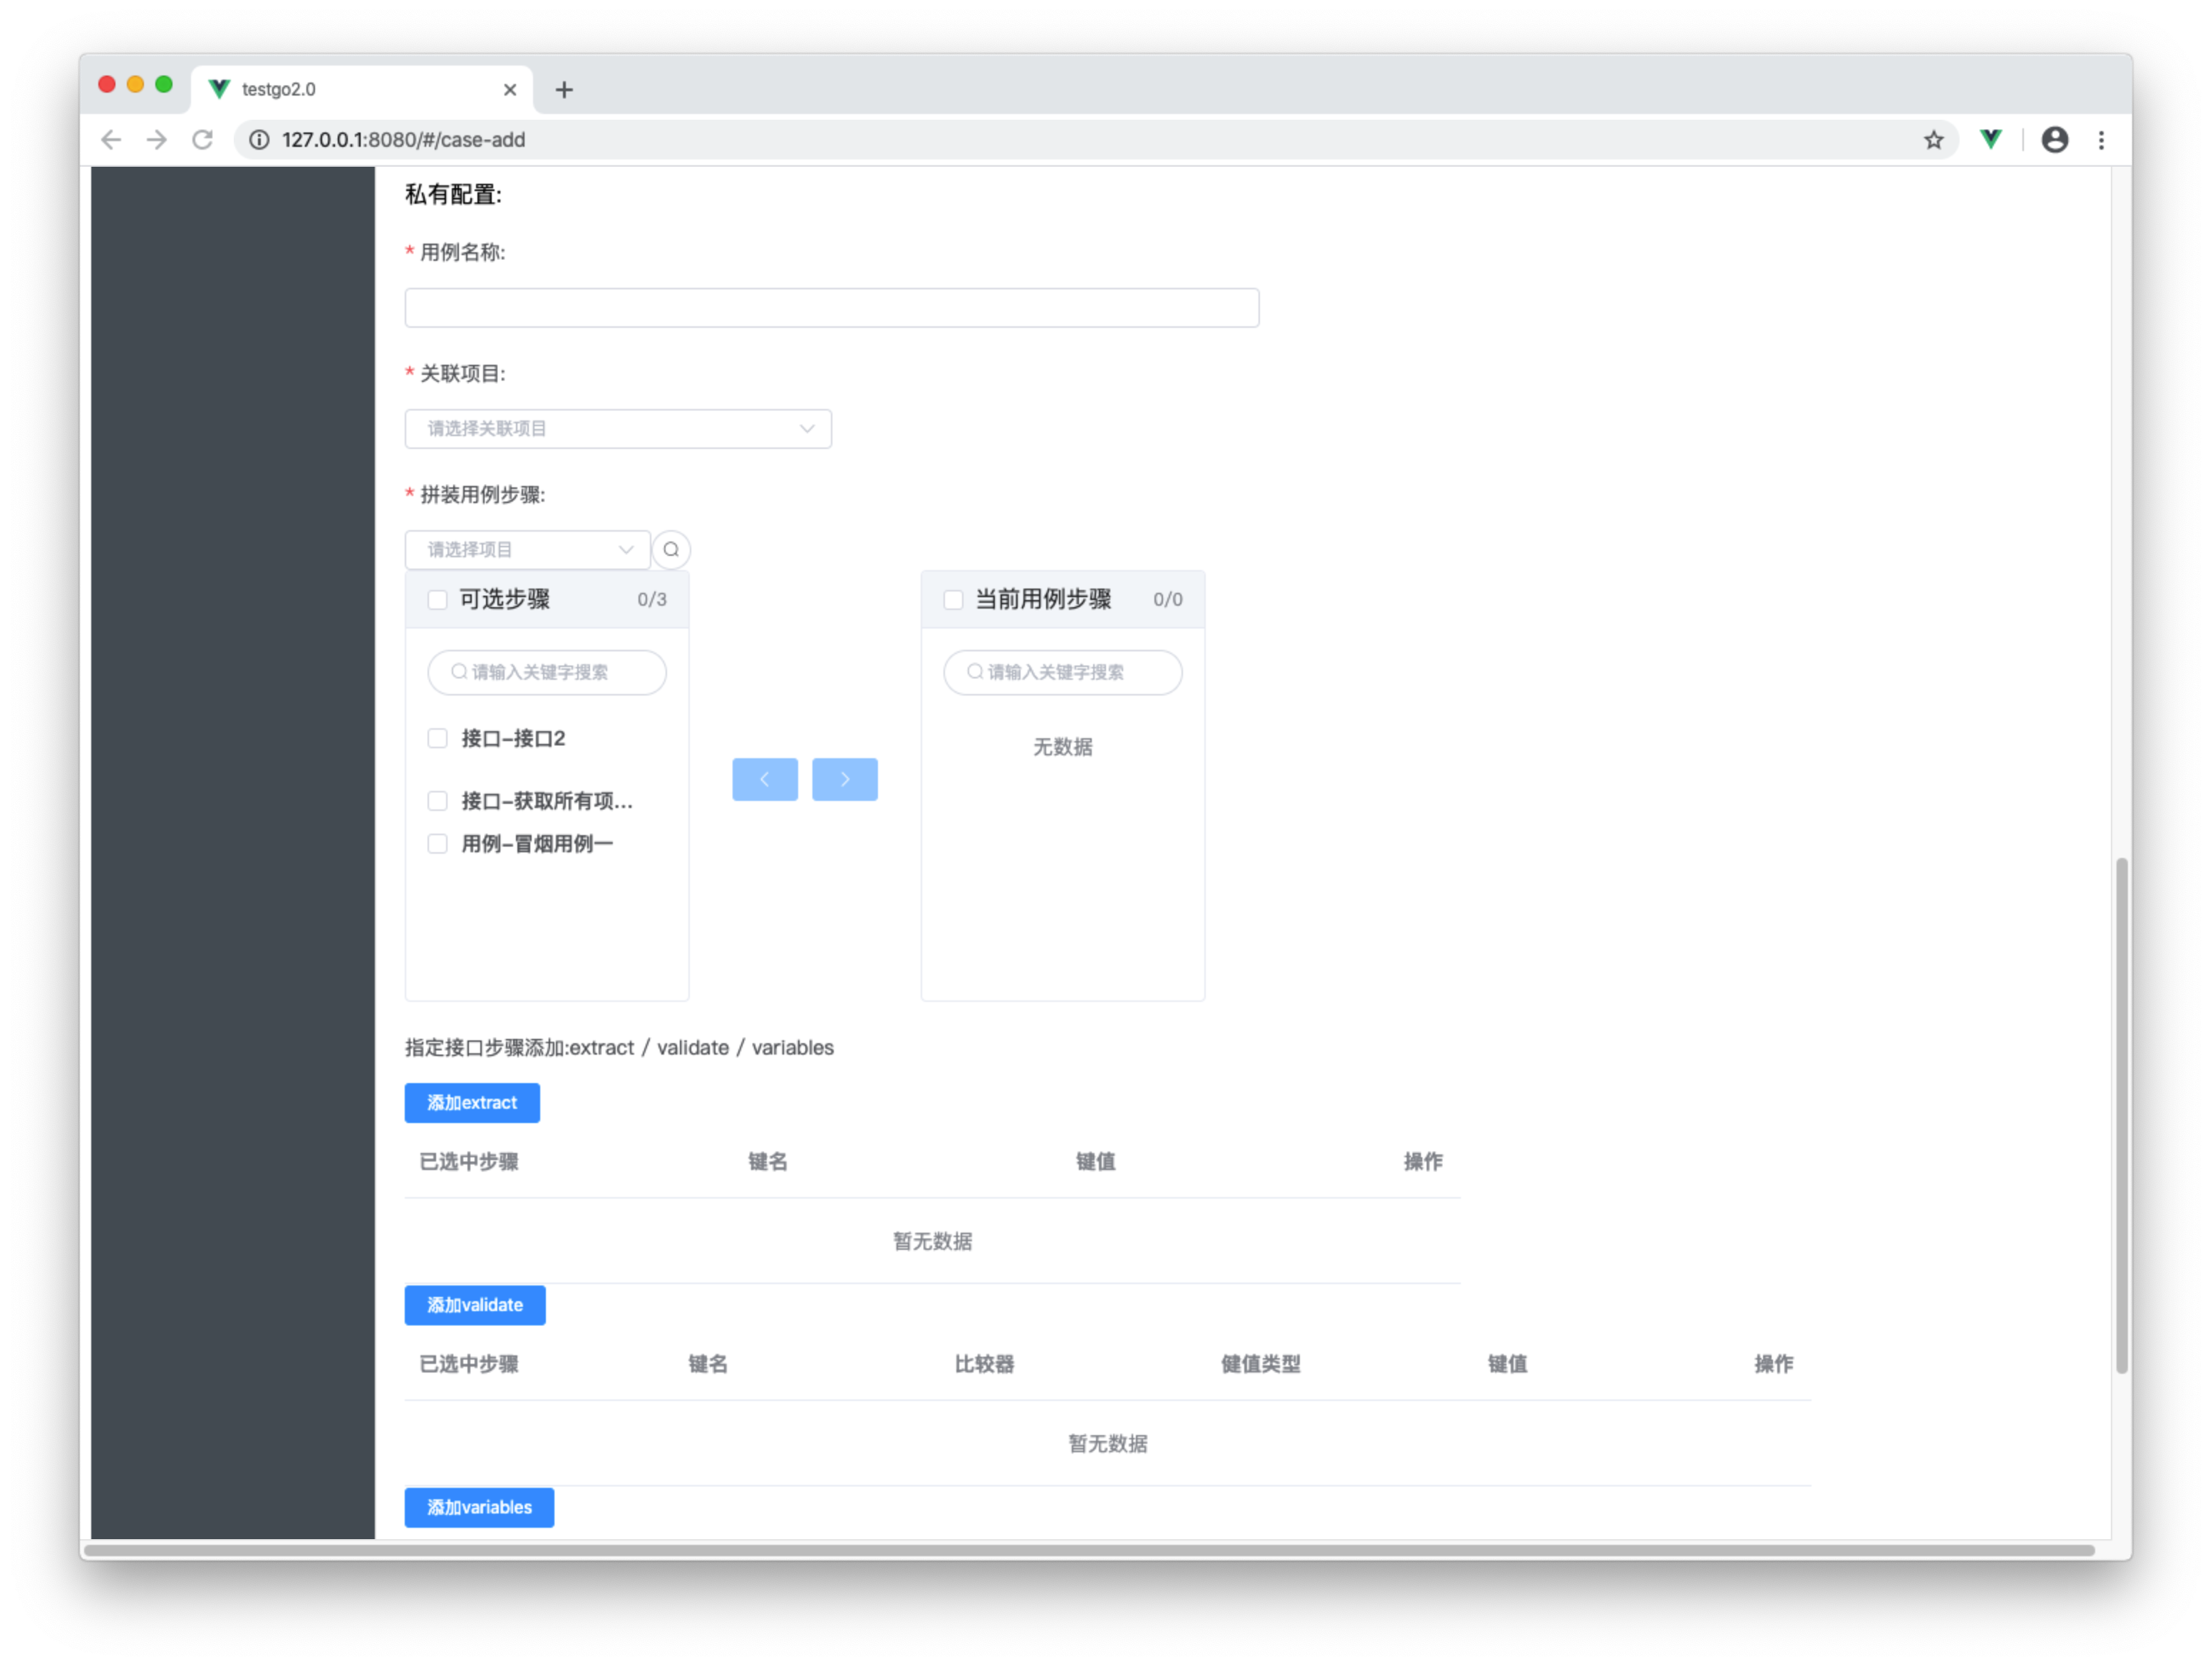 testgo2.0
127.0.0.1:8080/#/case-add
私有配置:
* 用例名称:
* 关联项目:
请选择关联项目
* 拼装用例步骤:
请选择项目
可选步骤 0/3
请输入关键字搜索
接口-接口2
接口-获取所有项...
用例-冒烟用例一
当前用例步骤 0/0
请输入关键字搜索
无数据
指定接口步骤添加:extract / validate / variables
添加extract
已选中步骤 键名 键值 操作
暂无数据
添加validate
已选中步骤 键名 比较器 健值类型 键值 操作
暂无数据
添加variables